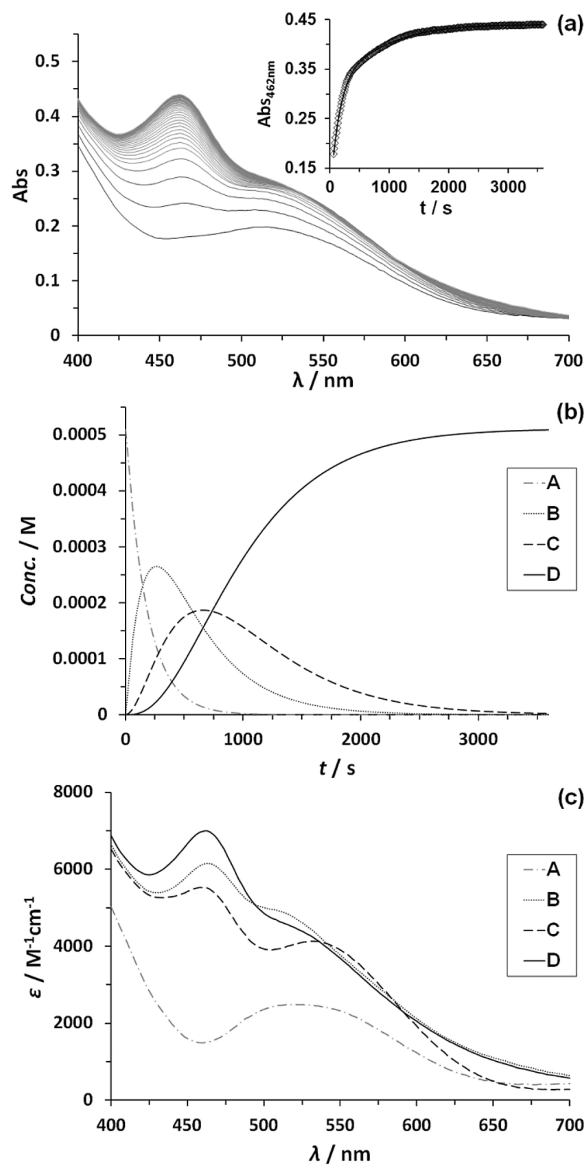 (a)
0.45
0.35
0.25
0.15
Abs462nm
0 1000 2000 3000
t / s
0.5
0.4
0.3
0.2
0.1
0
Abs
400 450 500 550 600 650 700
λ / nm
(b)
0.0005
0.0004
0.0003
0.0002
0.0001
0
Conc. / M
A
B
C
D
0 1000 2000 3000
t / s
(c)
8000
6000
4000
2000
0
ε / M-1cm-1
A
B
C
D
400 450 500 550 600 650 700
λ / nm